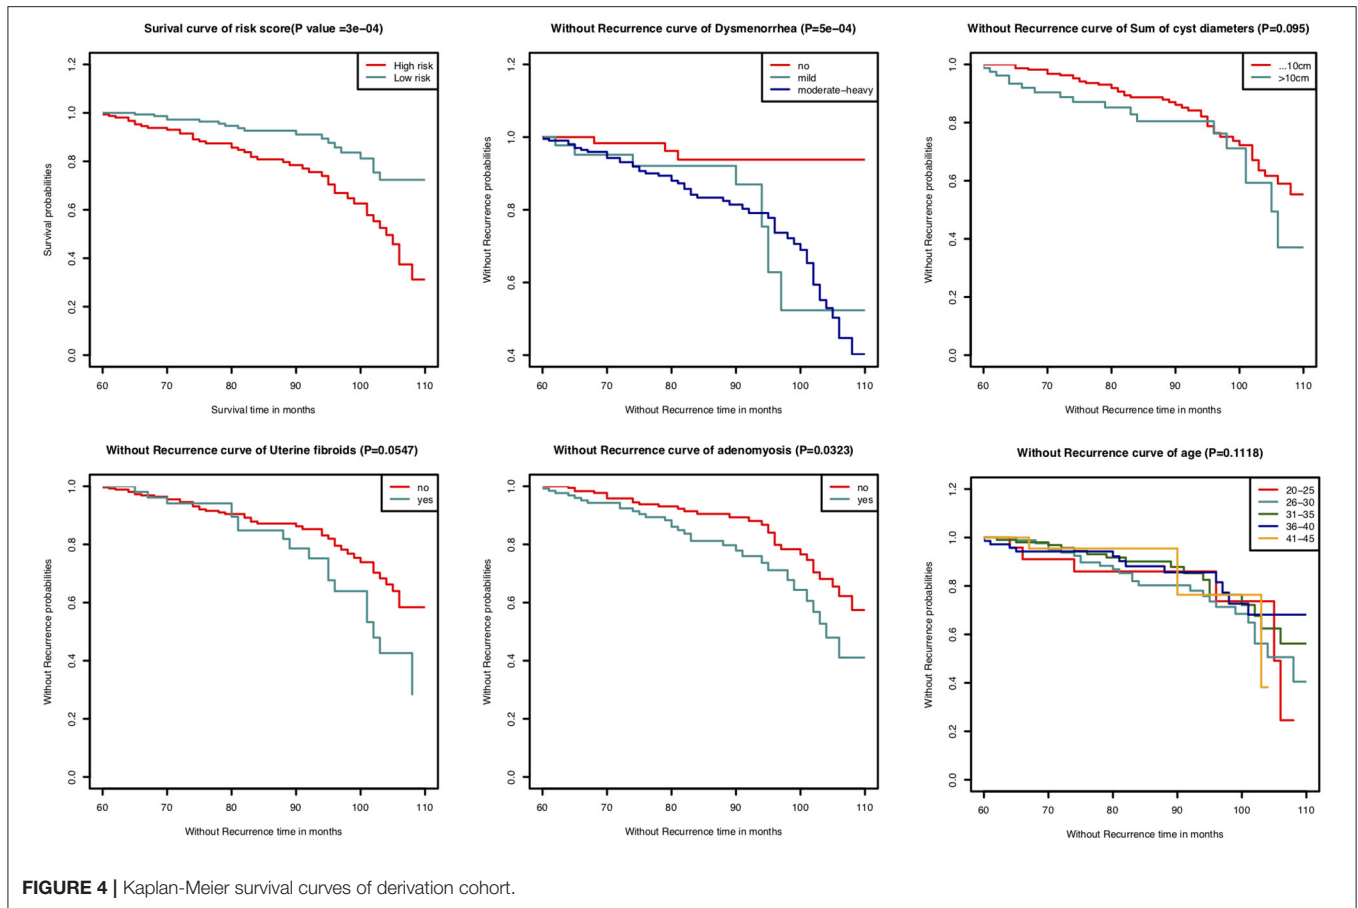 Surival curve of risk score(P value =3e−04)
High risk
Low risk
Survival probabilities
1.2
1.0
0.8
0.6
0.4
0.2
0.0
60 70 80 90 100 110
Survival time in months
Without Recurrence curve of Dysmenorrhea (P=5e−04)
no
mild
moderate−heavy
Without Recurrence probabilities
1.2
1.0
0.8
0.6
0.4
60 70 80 90 100 110
Without Recurrence time in months
Without Recurrence curve of Sum of cyst diameters (P=0.095)
...10cm
>10cm
Without Recurrence probabilities
1.0
0.8
0.6
0.4
0.2
0.0
60 70 80 90 100 110
Without Recurrence time in months
Without Recurrence curve of Uterine fibroids (P=0.0547)
no
yes
Without Recurrence probabilities
1.0
0.8
0.6
0.4
0.2
0.0
60 70 80 90 100 110
Without Recurrence time in months
Without Recurrence curve of adenomyosis (P=0.0323)
no
yes
Without Recurrence probabilities
1.0
0.8
0.6
0.4
0.2
0.0
60 70 80 90 100 110
Without Recurrence time in months
Without Recurrence curve of age (P=0.1118)
20−25
26−30
31−35
36−40
41−45
Without Recurrence probabilities
1.2
1.0
0.8
0.6
0.4
0.2
0.0
60 70 80 90 100 110
Without Recurrence time in months
FIGURE 4 | Kaplan-Meier survival curves of derivation cohort.